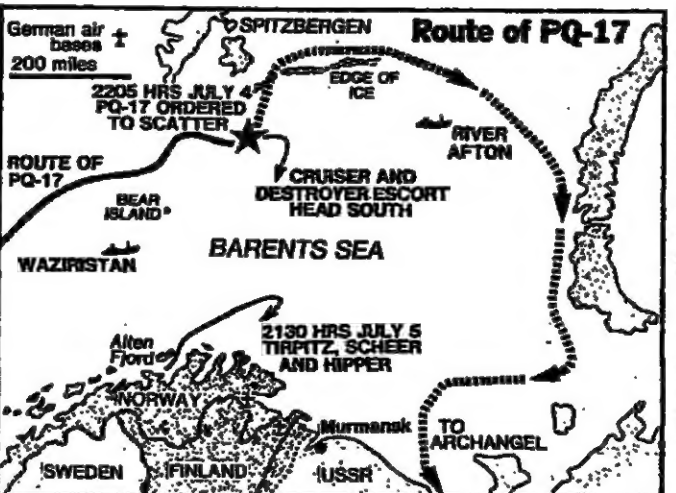 Route of PQ-17
German air
bases
200 miles
SPITZBERGEN
EDGE OF
ICE
2205 HRS JULY 4
PQ-17 ORDERED
TO SCATTER
RIVER
AFTON
ROUTE OF
PQ-17
CRUISER AND
DESTROYER ESCORT
HEAD SOUTH
BEAR
ISLAND
WAZIRISTAN
BARENTS SEA
2130 HRS JULY 5
TIRPITZ, SCHEER
AND HIPPER
Alten
Fjord
NORWAY
Murmansk
TO
ARCHANGEL
SWEDEN
FINLAND
USSR